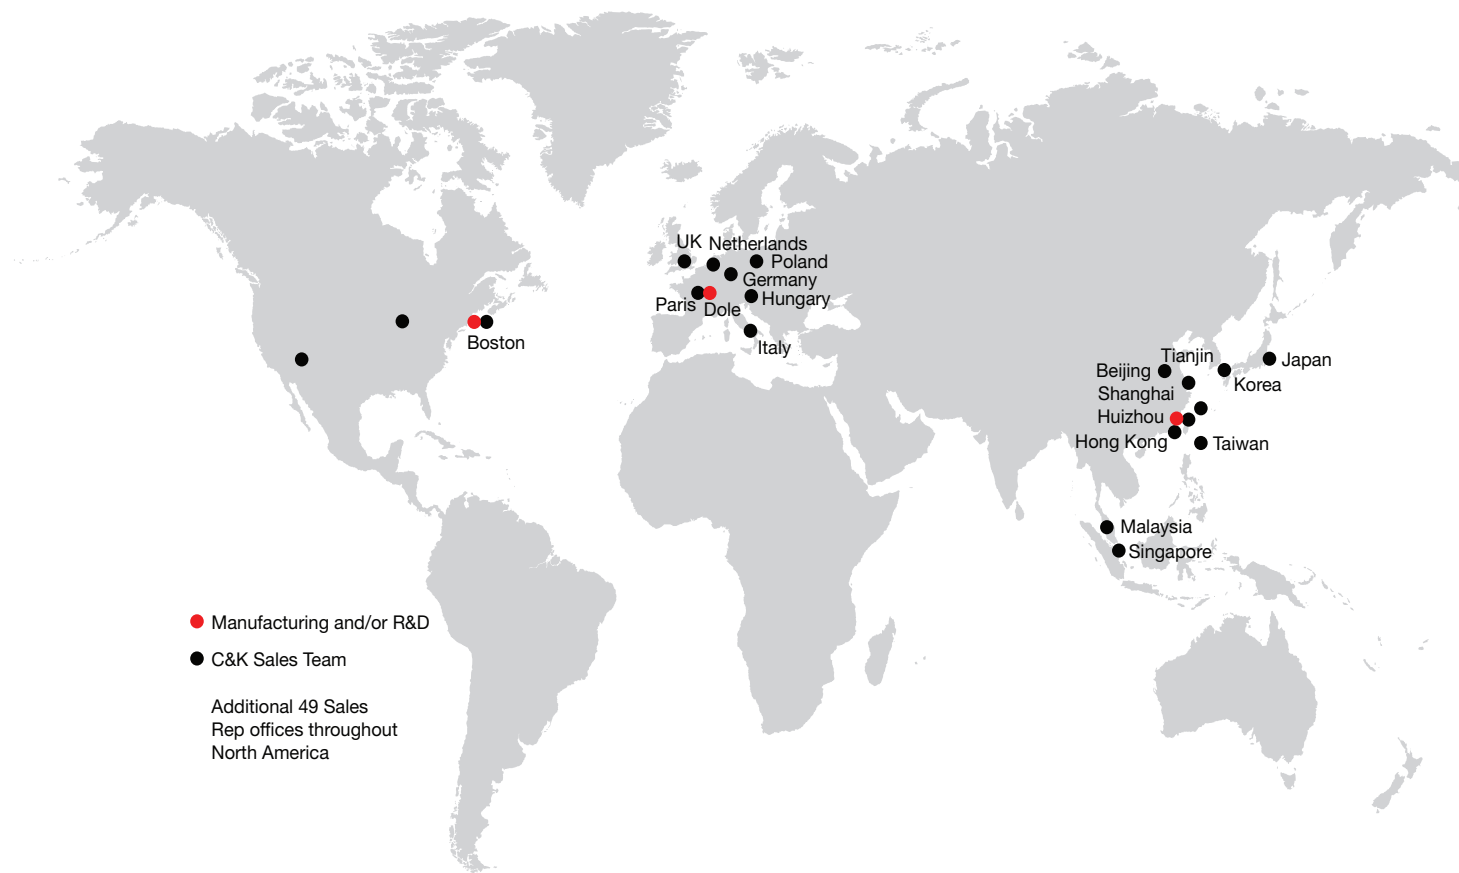 UK
Netherlands
Poland
Germany
Paris
Dole
Hungary
Italy
Boston
Tianjin
Beijing
Japan
Korea
Shanghai
Huizhou
Hong Kong
Taiwan
Malaysia
Singapore
Manufacturing and/or R&D
C&K Sales Team
Additional 49 Sales
Rep offices throughout
North America